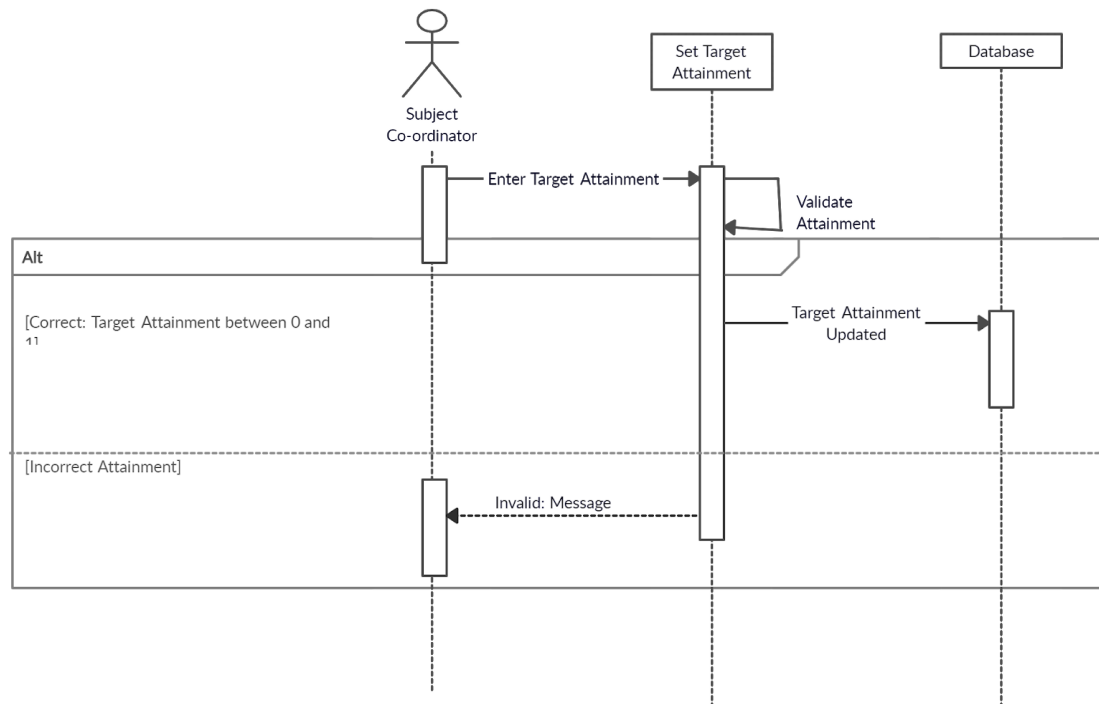 Set Target
Attainment
Database
Subject
Co-ordinator
Enter Target Attainment
Validate
Attainment
Alt
[Correct: Target Attainment between 0 and
1]
Target Attainment
Updated
[Incorrect Attainment]
Invalid: Message